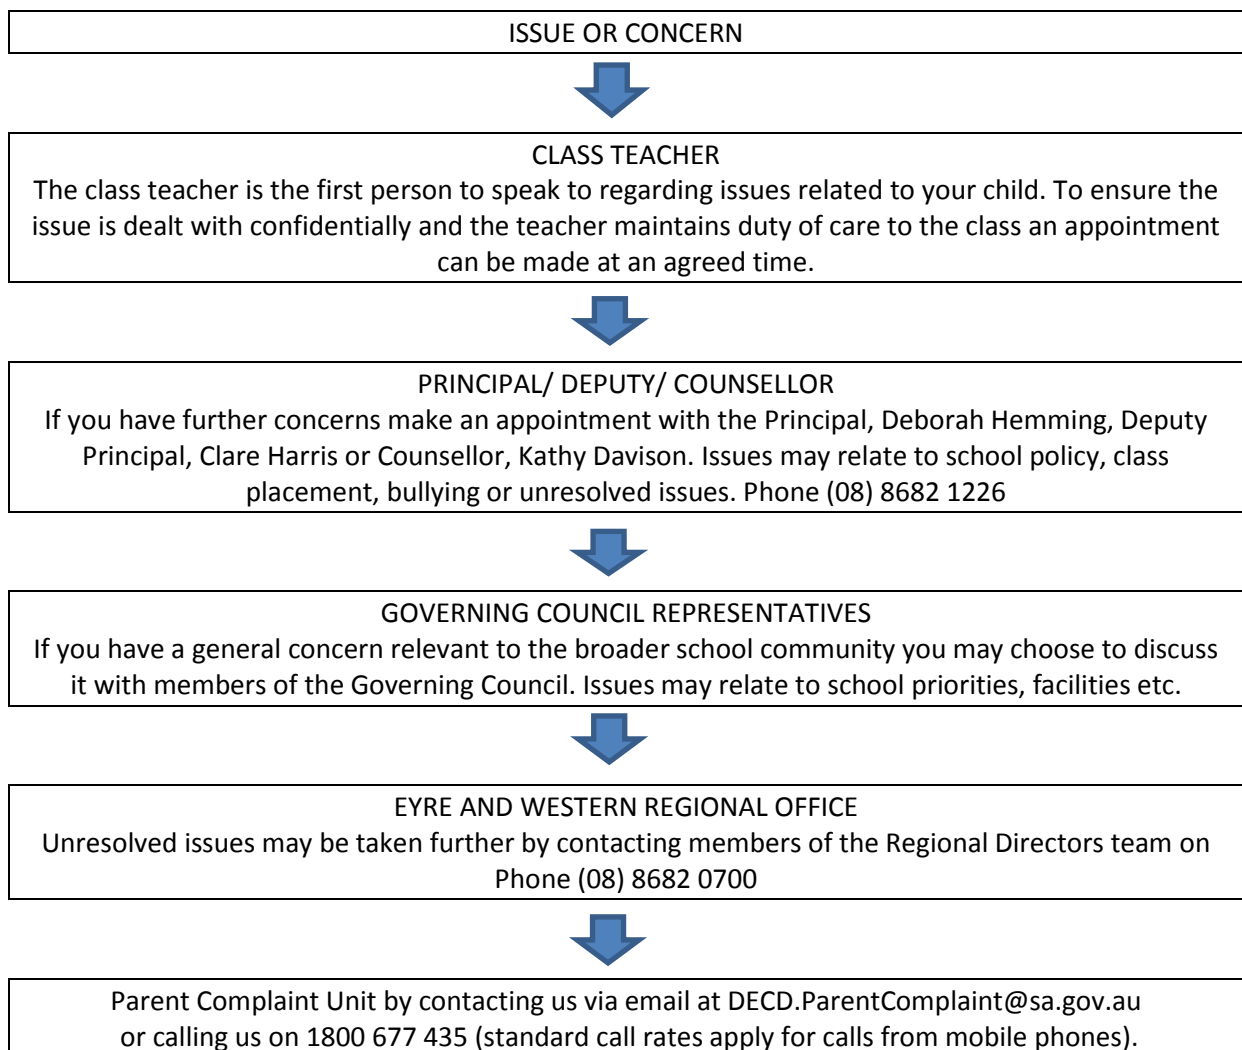 ISSUE OR CONCERN
CLASS TEACHER
The class teacher is the first person to speak to regarding issues related to your child. To ensure the
issue is dealt with confidentially and the teacher maintains duty of care to the class an appointment
can be made at an agreed time.
PRINCIPAL/ DEPUTY/ COUNSELLOR
If you have further concerns make an appointment with the Principal, Deborah Hemming, Deputy
Principal, Clare Harris or Counsellor, Kathy Davison. Issues may relate to school policy, class
placement, bullying or unresolved issues. Phone (08) 8682 1226
GOVERNING COUNCIL REPRESENTATIVES
If you have a general concern relevant to the broader school community you may choose to discuss
it with members of the Governing Council. Issues may relate to school priorities, facilities etc.
EYRE AND WESTERN REGIONAL OFFICE
Unresolved issues may be taken further by contacting members of the Regional Directors team on
Phone (08) 8682 0700
Parent Complaint Unit by contacting us via email at DECD.ParentComplaint@sa.gov.au
or calling us on 1800 677 435 (standard call rates apply for calls from mobile phones).